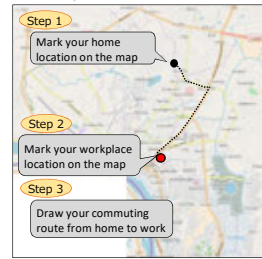 Step 1
Mark your home
location on the map
Step 2
Mark your workplace
location on the map
Step 3
Draw your commuting
route from home to work